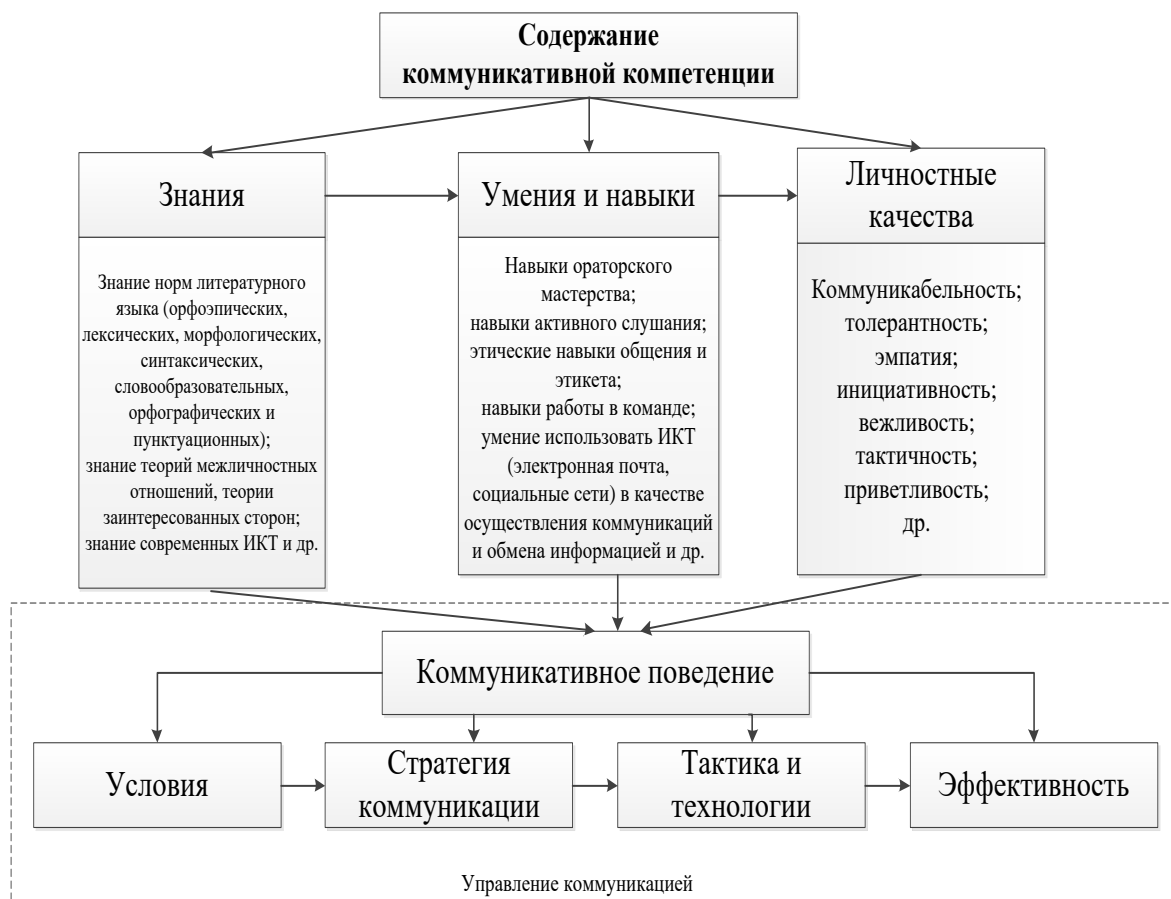 Содержание
коммуникативной компетенции
Знания
Умения и навыки
Личностные
качества
Знание норм литературного
языка (орфоэпических,
лексических, морфологических,
синтаксических,
словообразовательных,
орфографических и
пунктуационных);
знание теорий межличностных
отношений, теории
заинтересованных сторон;
знание современных ИКТ и др.
Навыки ораторского
мастерства;
навыки активного слушания;
этические навыки общения и
этикета;
навыки работы в команде;
умение использовать ИКТ
(электронная почта,
социальные сети) в качестве
осуществления коммуникаций
и обмена информацией и др.
Коммуникабельность;
толерантность;
эмпатия;
инициативность;
вежливость;
тактичность;
приветливость;
др.
Коммуникативное поведение
Условия
Стратегия
коммуникации
Тактика и
технологии
Эффективность
Управление коммуникацией